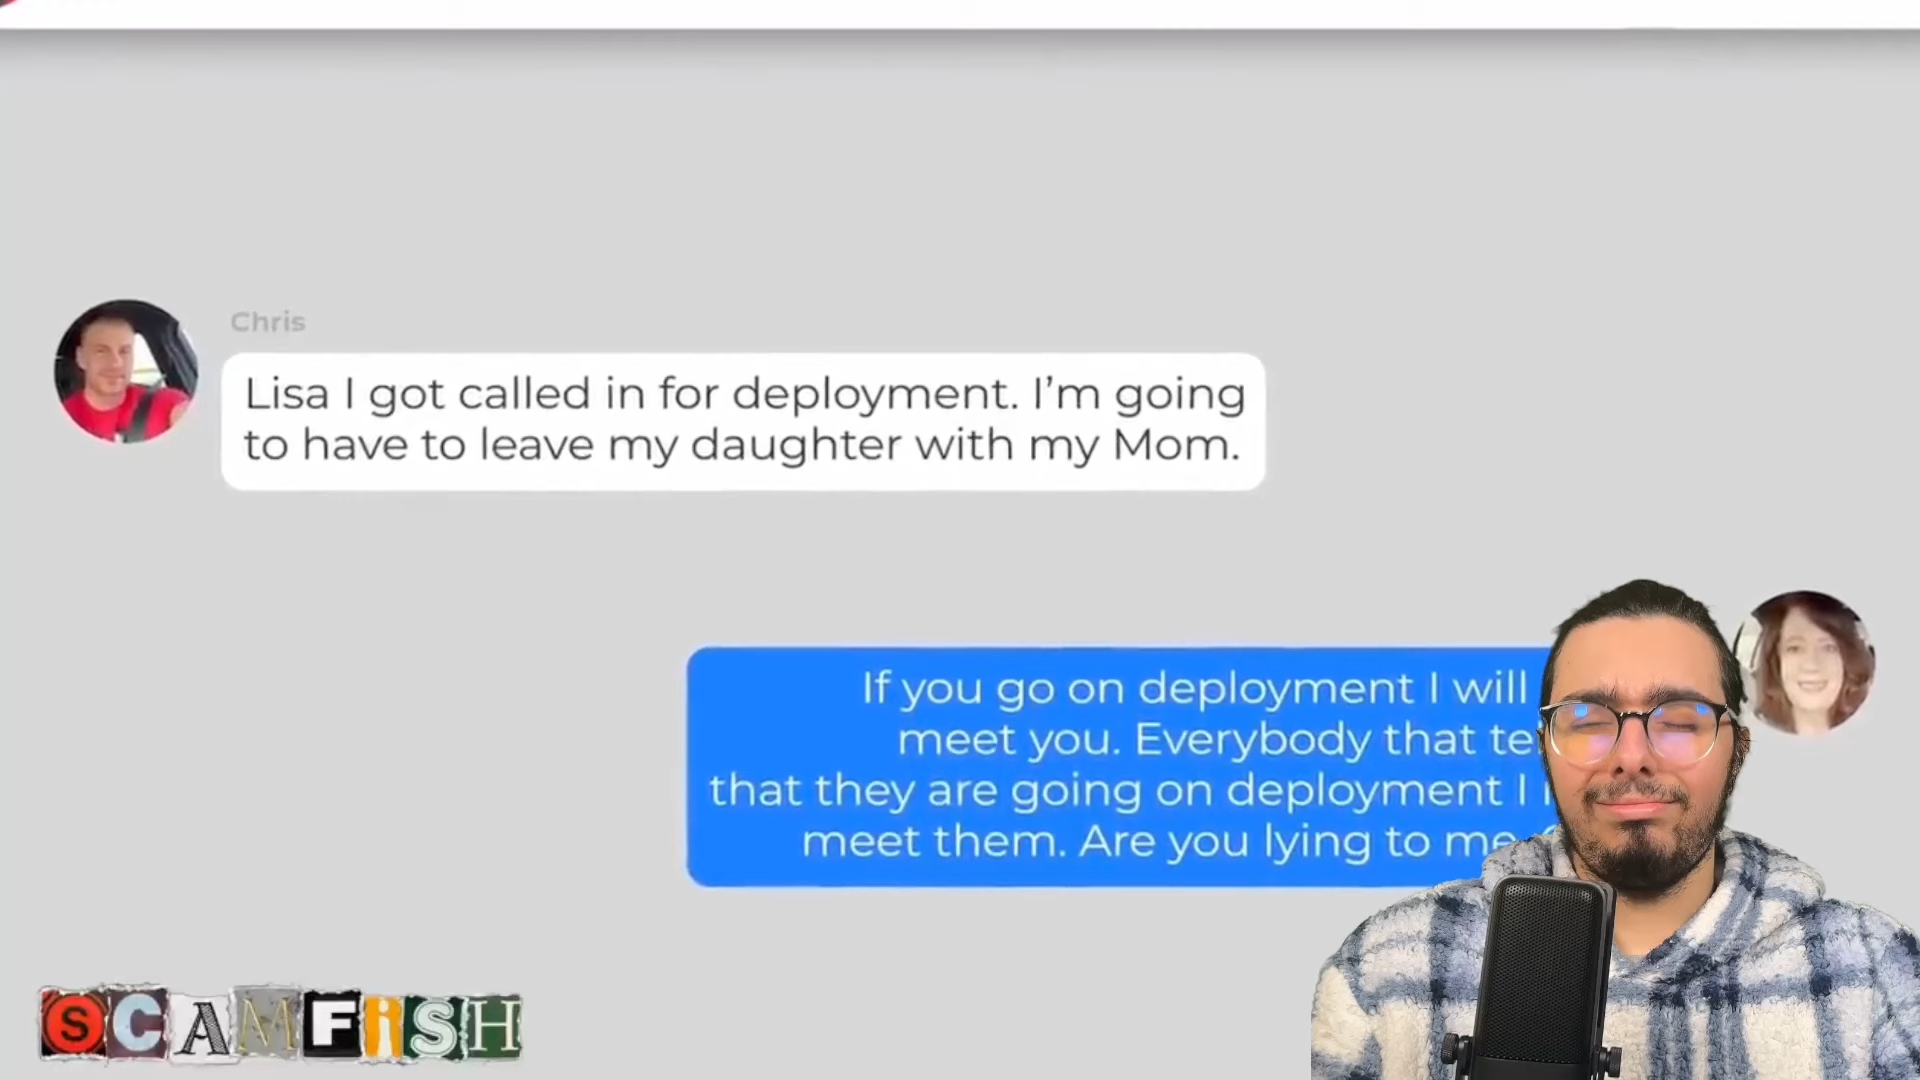 Chris
Lisa I got called in for deployment. I’m going
to have to leave my daughter with my Mom.
If you go on deployment I will
meet you. Everybody that
that they are going on deployment I
meet them. Are you lying to me
SCAMFiSH